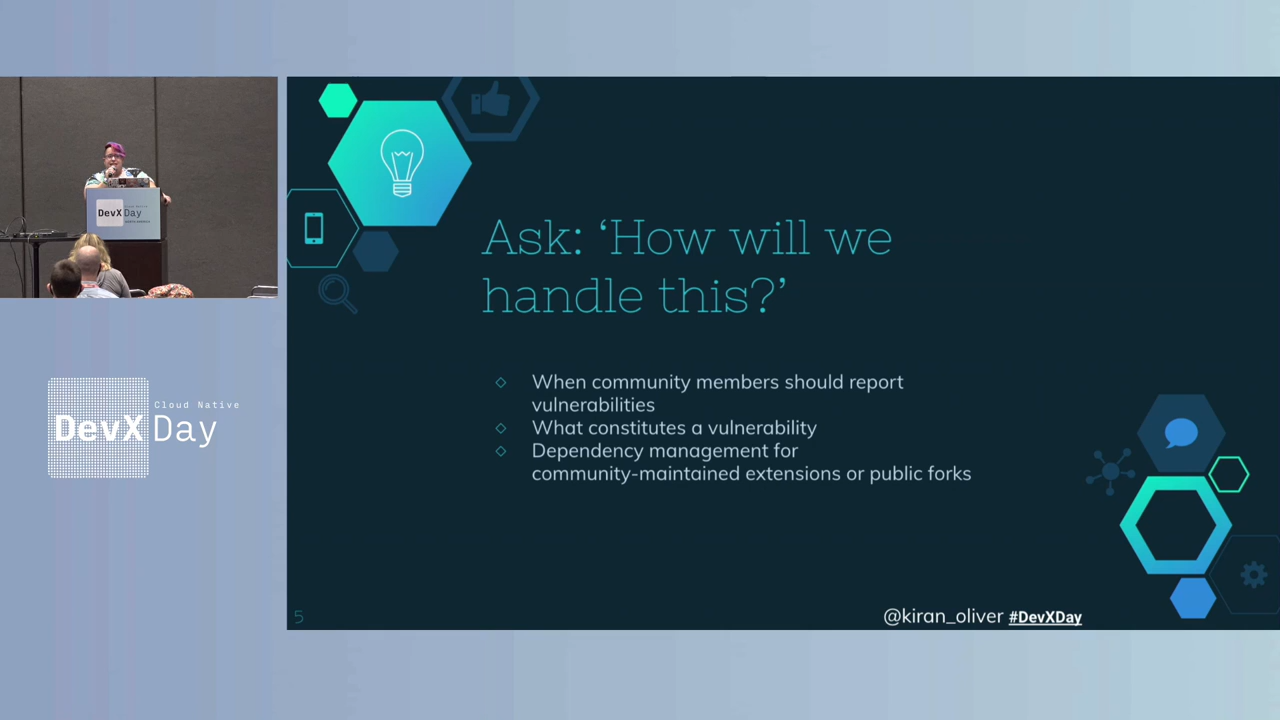 Ask: ‘How will we
handle this?’
◇ When community members should report
vulnerabilities
◇ What constitutes a vulnerability
◇ Dependency management for
community-maintained extensions or public forks
5
@kiran_oliver #DevXDay
DevX Day
Cloud Native
DevX Day